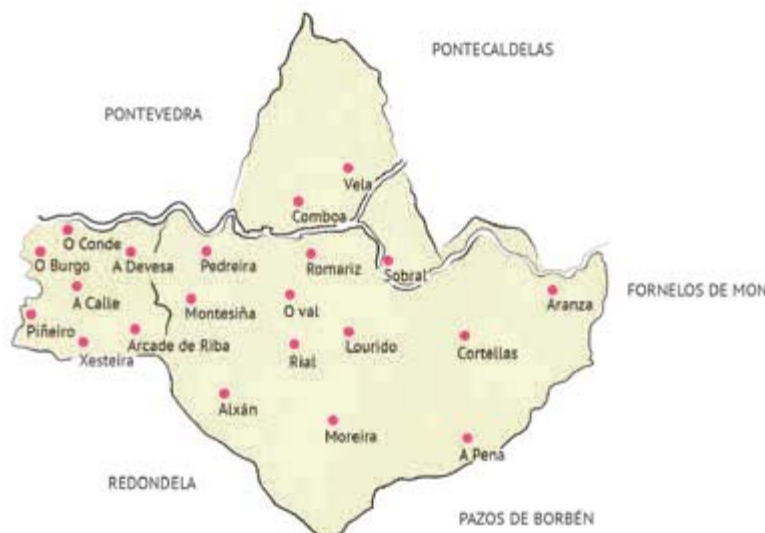 PONTECALDELAS
PONTEVEDRA
Vela
Comboa
O Conde
O Burgo
A Devesa
Pedreira
Romariz
Sobral
A Calle
Montesiña
O val
Aranza
FORNELOS DE MON
Piñeiro
Xesteira
Arcade de Riba
Rial
Lourido
Cortellas
Alxán
Moreira
A Pena
REDONDELA
PAZOS DE BORBÉN